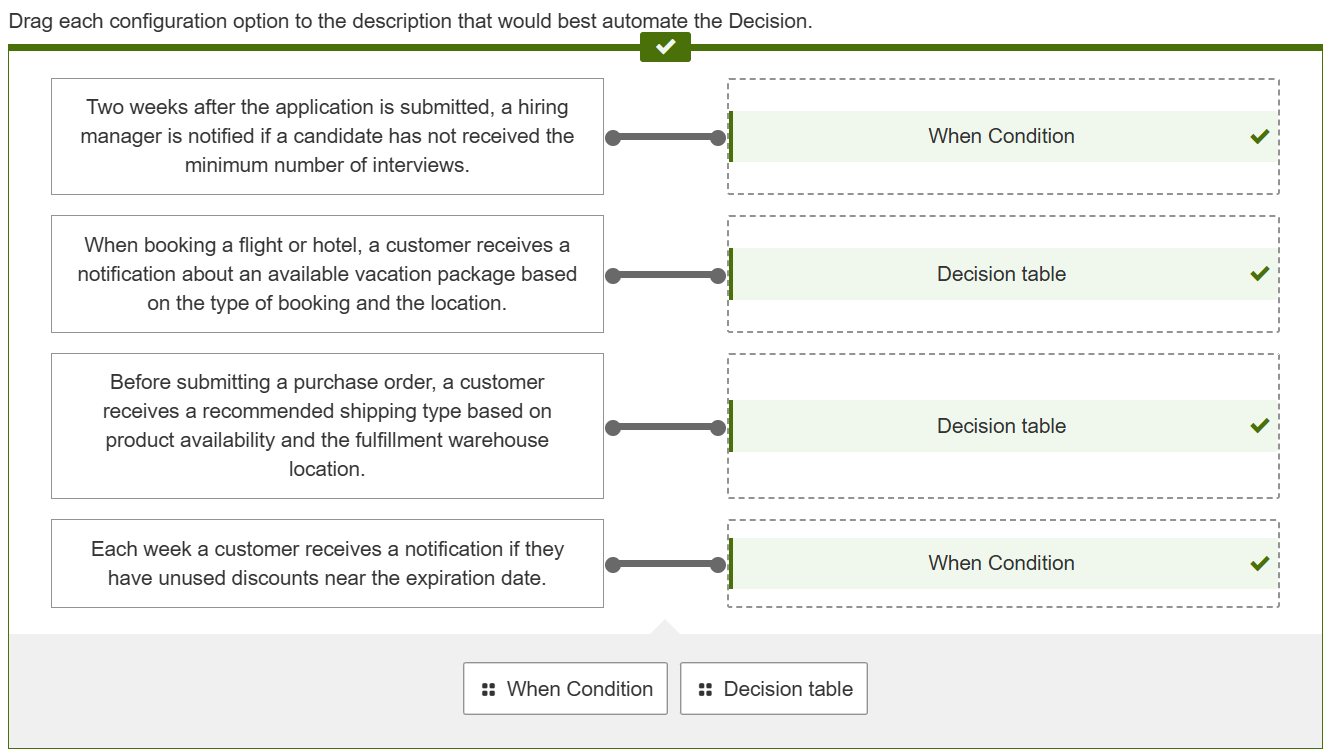 Drag each configuration option to the description that would best automate the Decision.
Two weeks after the application is submitted, a hiring
manager is notified if a candidate has not received the
minimum number of interviews.
When Condition
When booking a flight or hotel, a customer receives a
notification about an available vacation package based
on the type of booking and the location.
Decision table
Before submitting a purchase order, a customer
receives a recommended shipping type based on
product availability and the fulfillment warehouse
location.
Decision table
Each week a customer receives a notification if they
have unused discounts near the expiration date.
When Condition
When Condition
Decision table